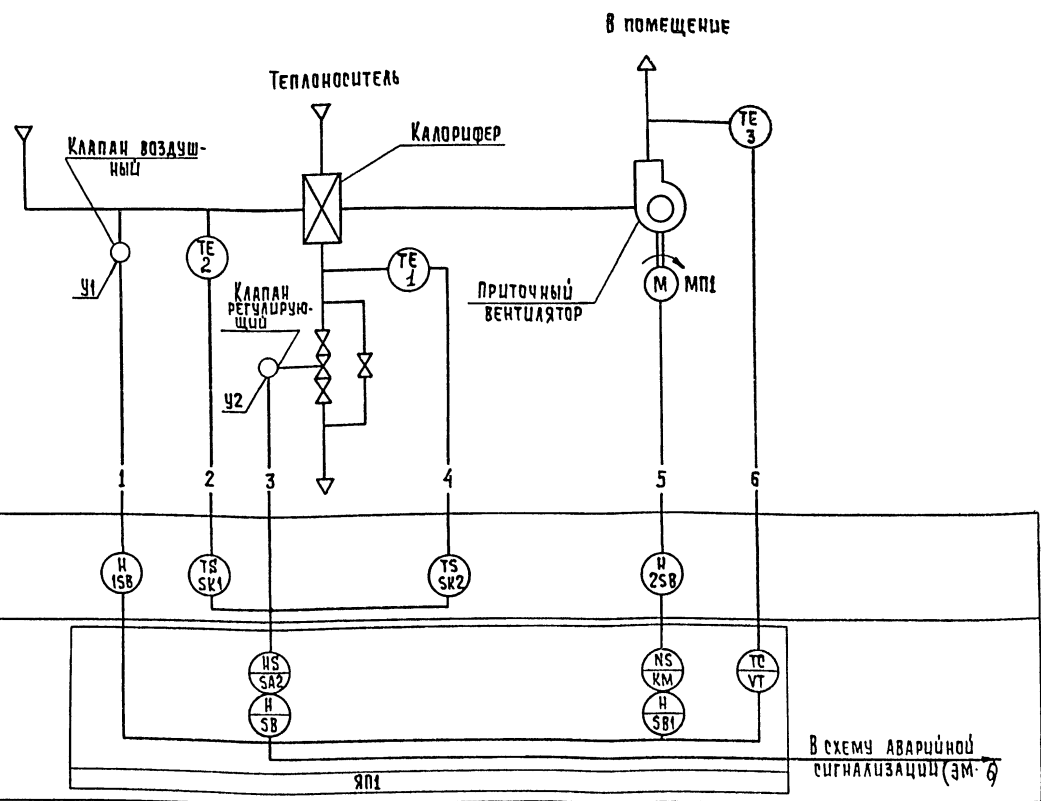 В ПОМЕЩЕНИЕ
ТЕПЛОНОСИТЕЛЬ
КАЛОРИФЕР
TE
3
КЛАПАН ВОЗДУШ-
НЫЙ
TE
2
TE
1
У1
КЛАПАН
РЕГУЛИРУЮ-
ЩИЙ
ПРИТОЧНЫЙ
ВЕНТИЛЯТОР
М
МП1
У2
1
2
3
4
5
6
H
1SB
TS
SK1
TS
SK2
H
2SB
HS
SA2
H
SB
NS
KM
H
SB1
TC
VT
В СХЕМУ АВАРИЙНОЙ
СИГНАЛИЗАЦИИ (ЭМ- 6)
ЯП1